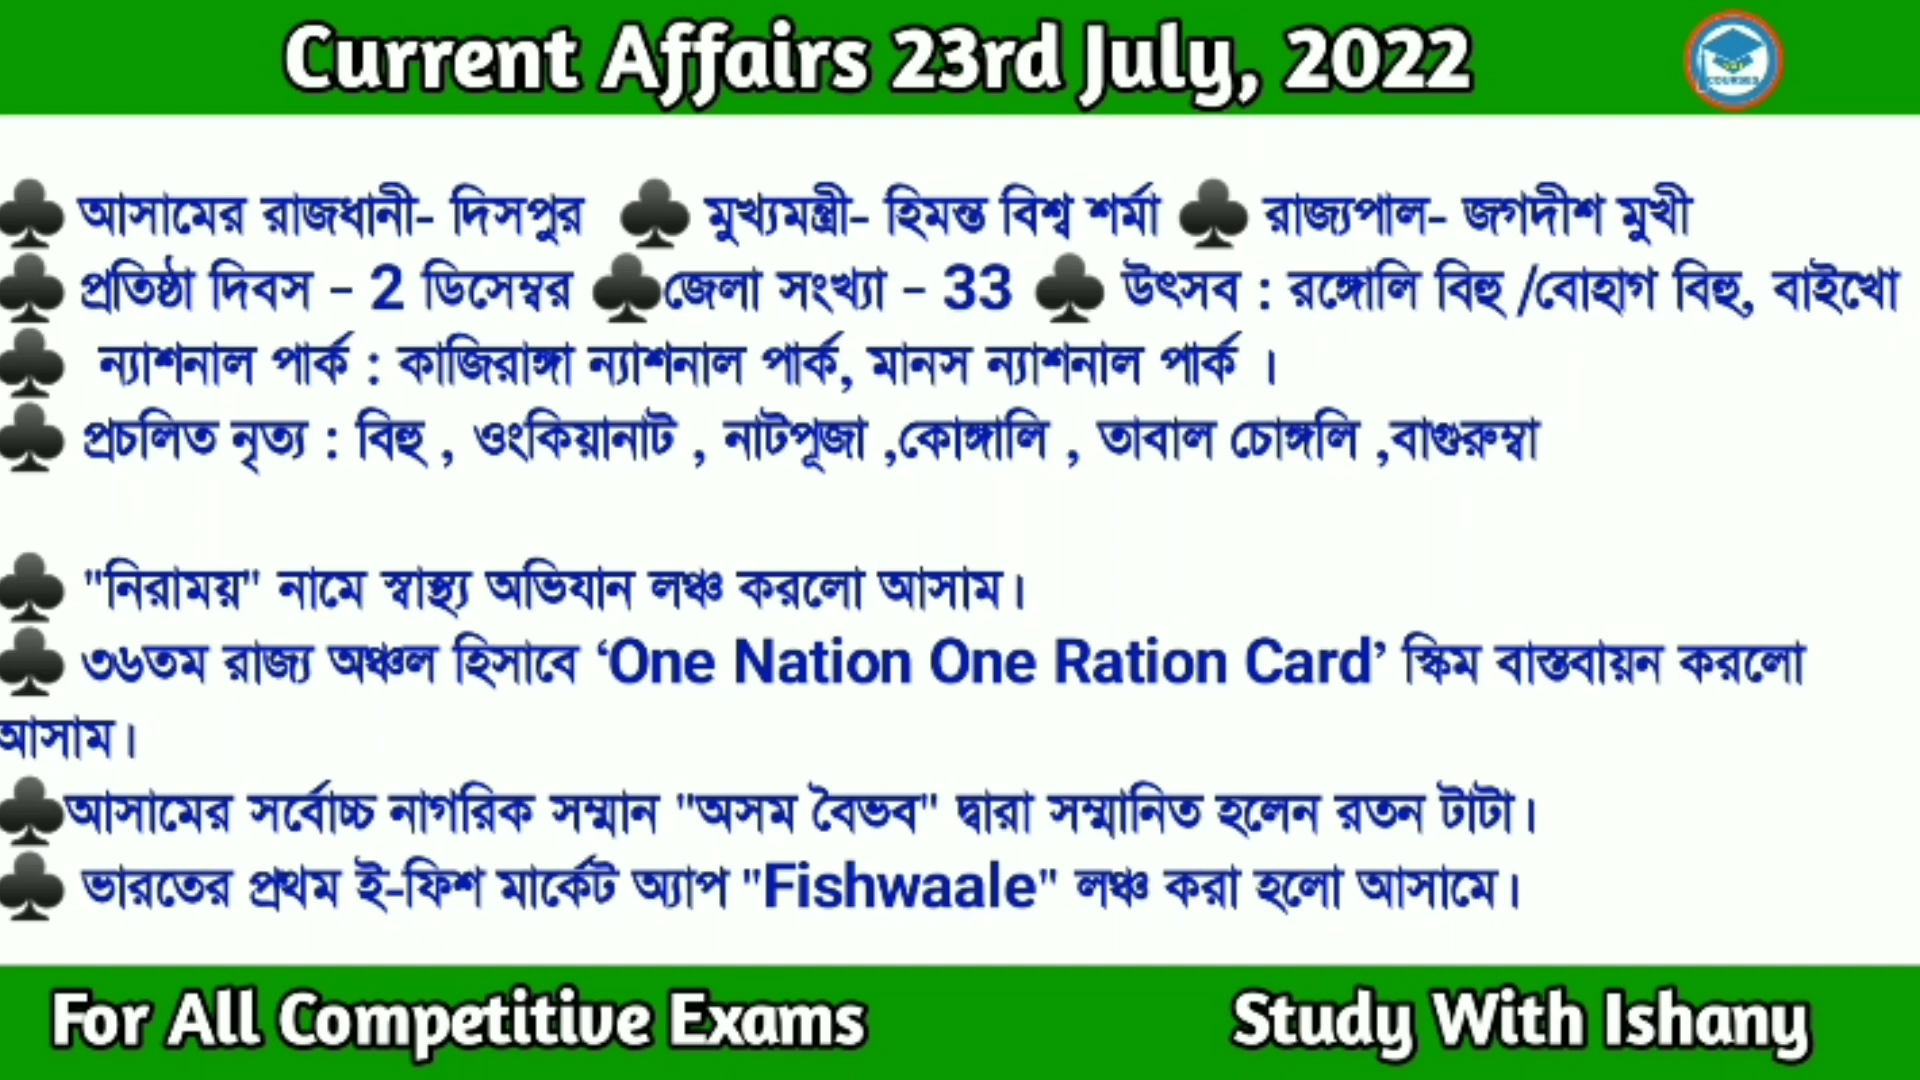 Current Affairs 23rd July, 2022
COURSES
♣ আসামের রাজধানী- দিসপুর ♣ মুখ্যমন্ত্রী- হিমন্ত বিশ্ব শর্মা ♣ রাজ্যপাল- জগদীশ মুখী
♣ প্রতিষ্ঠা দিবস – 2 ডিসেম্বর ♣জেলা সংখ্যা – 33 ♣ উৎসব : রঙ্গোলি বিহু /বোহাগ বিহু, বাইখো
♣ ন্যাশনাল পার্ক : কাজিরাঙ্গা ন্যাশনাল পার্ক, মানস ন্যাশনাল পার্ক ।
♣ প্রচলিত নৃত্য : বিহু , ওংকিয়ানাট , নাটপূজা ,কোঙ্গালি , তাবাল চোঙ্গলি ,বাগুরুম্বা
♣ "নিরাময়" নামে স্বাস্থ্য অভিযান লঞ্চ করলো আসাম।
♣ ৩৬তম রাজ্য অঞ্চল হিসাবে ‘One Nation One Ration Card’ স্কিম বাস্তবায়ন করলো
আসাম।
♣আসামের সর্বোচ্চ নাগরিক সম্মান "অসম বৈভব" দ্বারা সম্মানিত হলেন রতন টাটা।
♣ ভারতের প্রথম ই-ফিশ মার্কেট অ্যাপ "Fishwaale" লঞ্চ করা হলো আসামে।
For All Competitive Exams
Study With Ishany